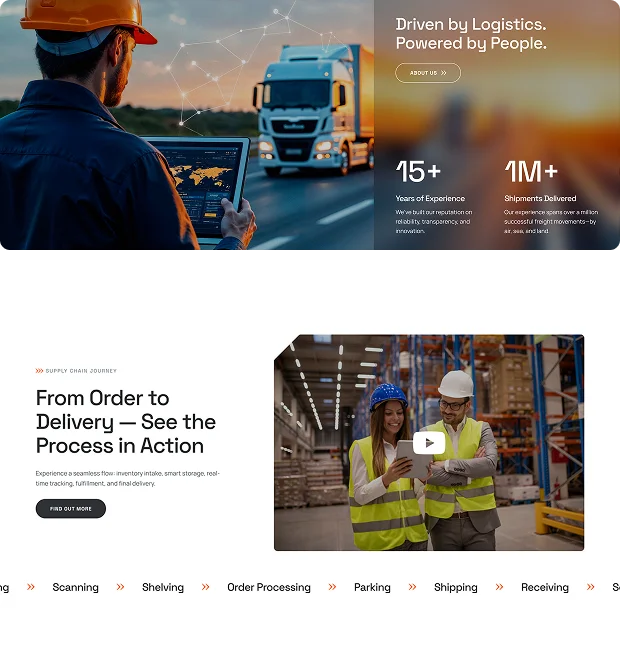 Driven by Logistics.
Powered by People.
ABOUT US
15+
1M+
Years of Experience
We've built our reputation on
reliability, transparency, and
innovation.
Shipments Delivered
Our experience spans over a million
successful freight movements—by
air, sea, and land.
SUPPLY CHAIN JOURNEY
From Order to
Delivery — See the
Process in Action
Experience a seamless flow: inventory intake, smart storage, real-
time tracking, fulfillment, and final delivery.
FIND OUT MORE
ng Scanning Shelving Order Processing Parking Shipping Receiving